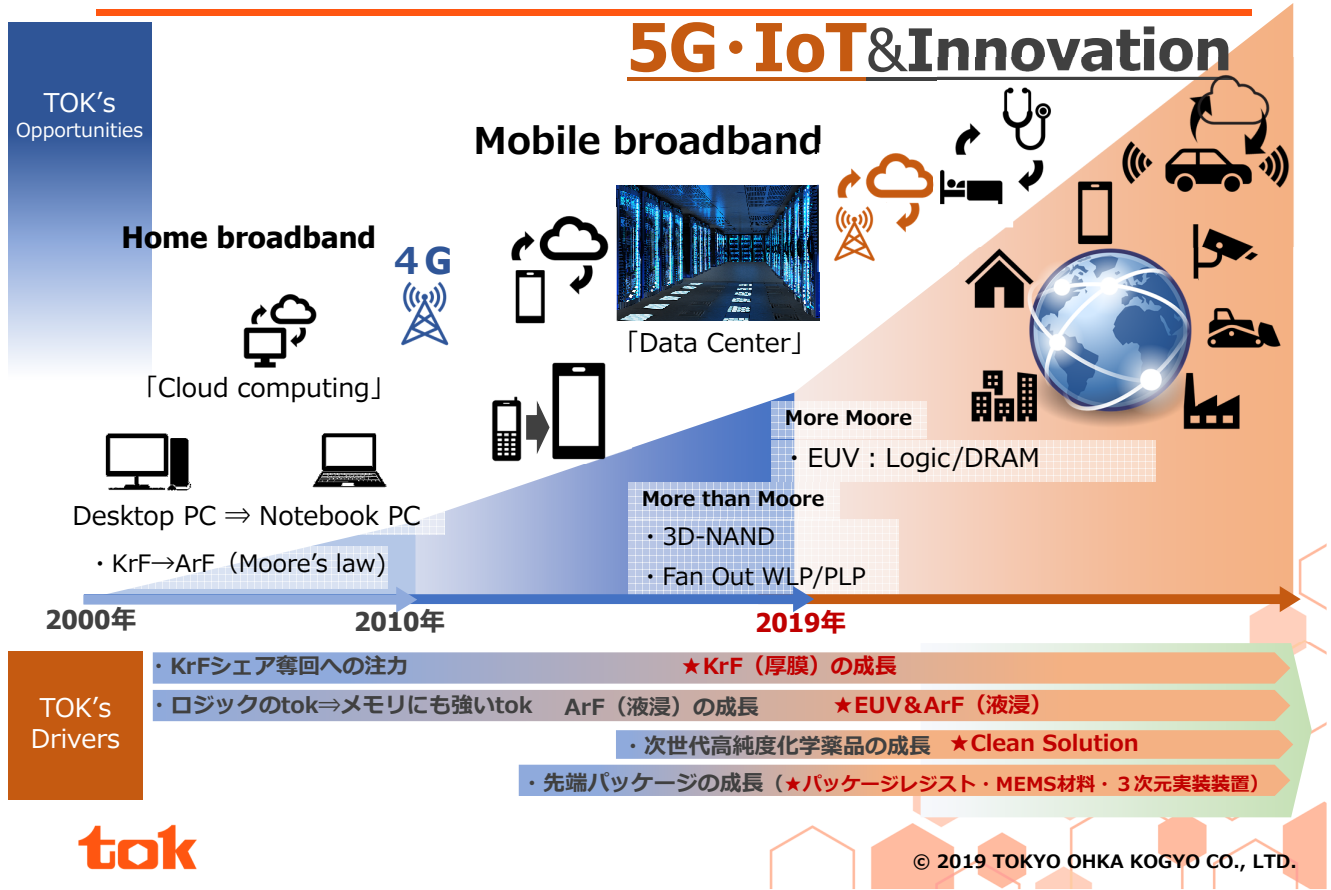 5G・IoT&Innovation
TOK's
Opportunities
Mobile broadband
Home broadband
4G
「Data Center」
「Cloud computing」
More Moore
・EUV : Logic/DRAM
More than Moore
・3D-NAND
・Fan Out WLP/PLP
Desktop PC ⇒ Notebook PC
・KrF→ArF（Moore's law)
2000年
2010年
2019年
TOK's
Drivers
・KrFシェア奪回への注力 ★KrF（厚膜）の成長
・ロジックのtok⇒メモリにも強いtok ArF（液浸）の成長 ★EUV＆ArF（液浸）
・次世代高純度化学薬品の成長 ★Clean Solution
・先端パッケージの成長（★パッケージレジスト・MEMS材料・３次元実装装置）
tok
© 2019 TOKYO OHKA KOGYO CO., LTD.